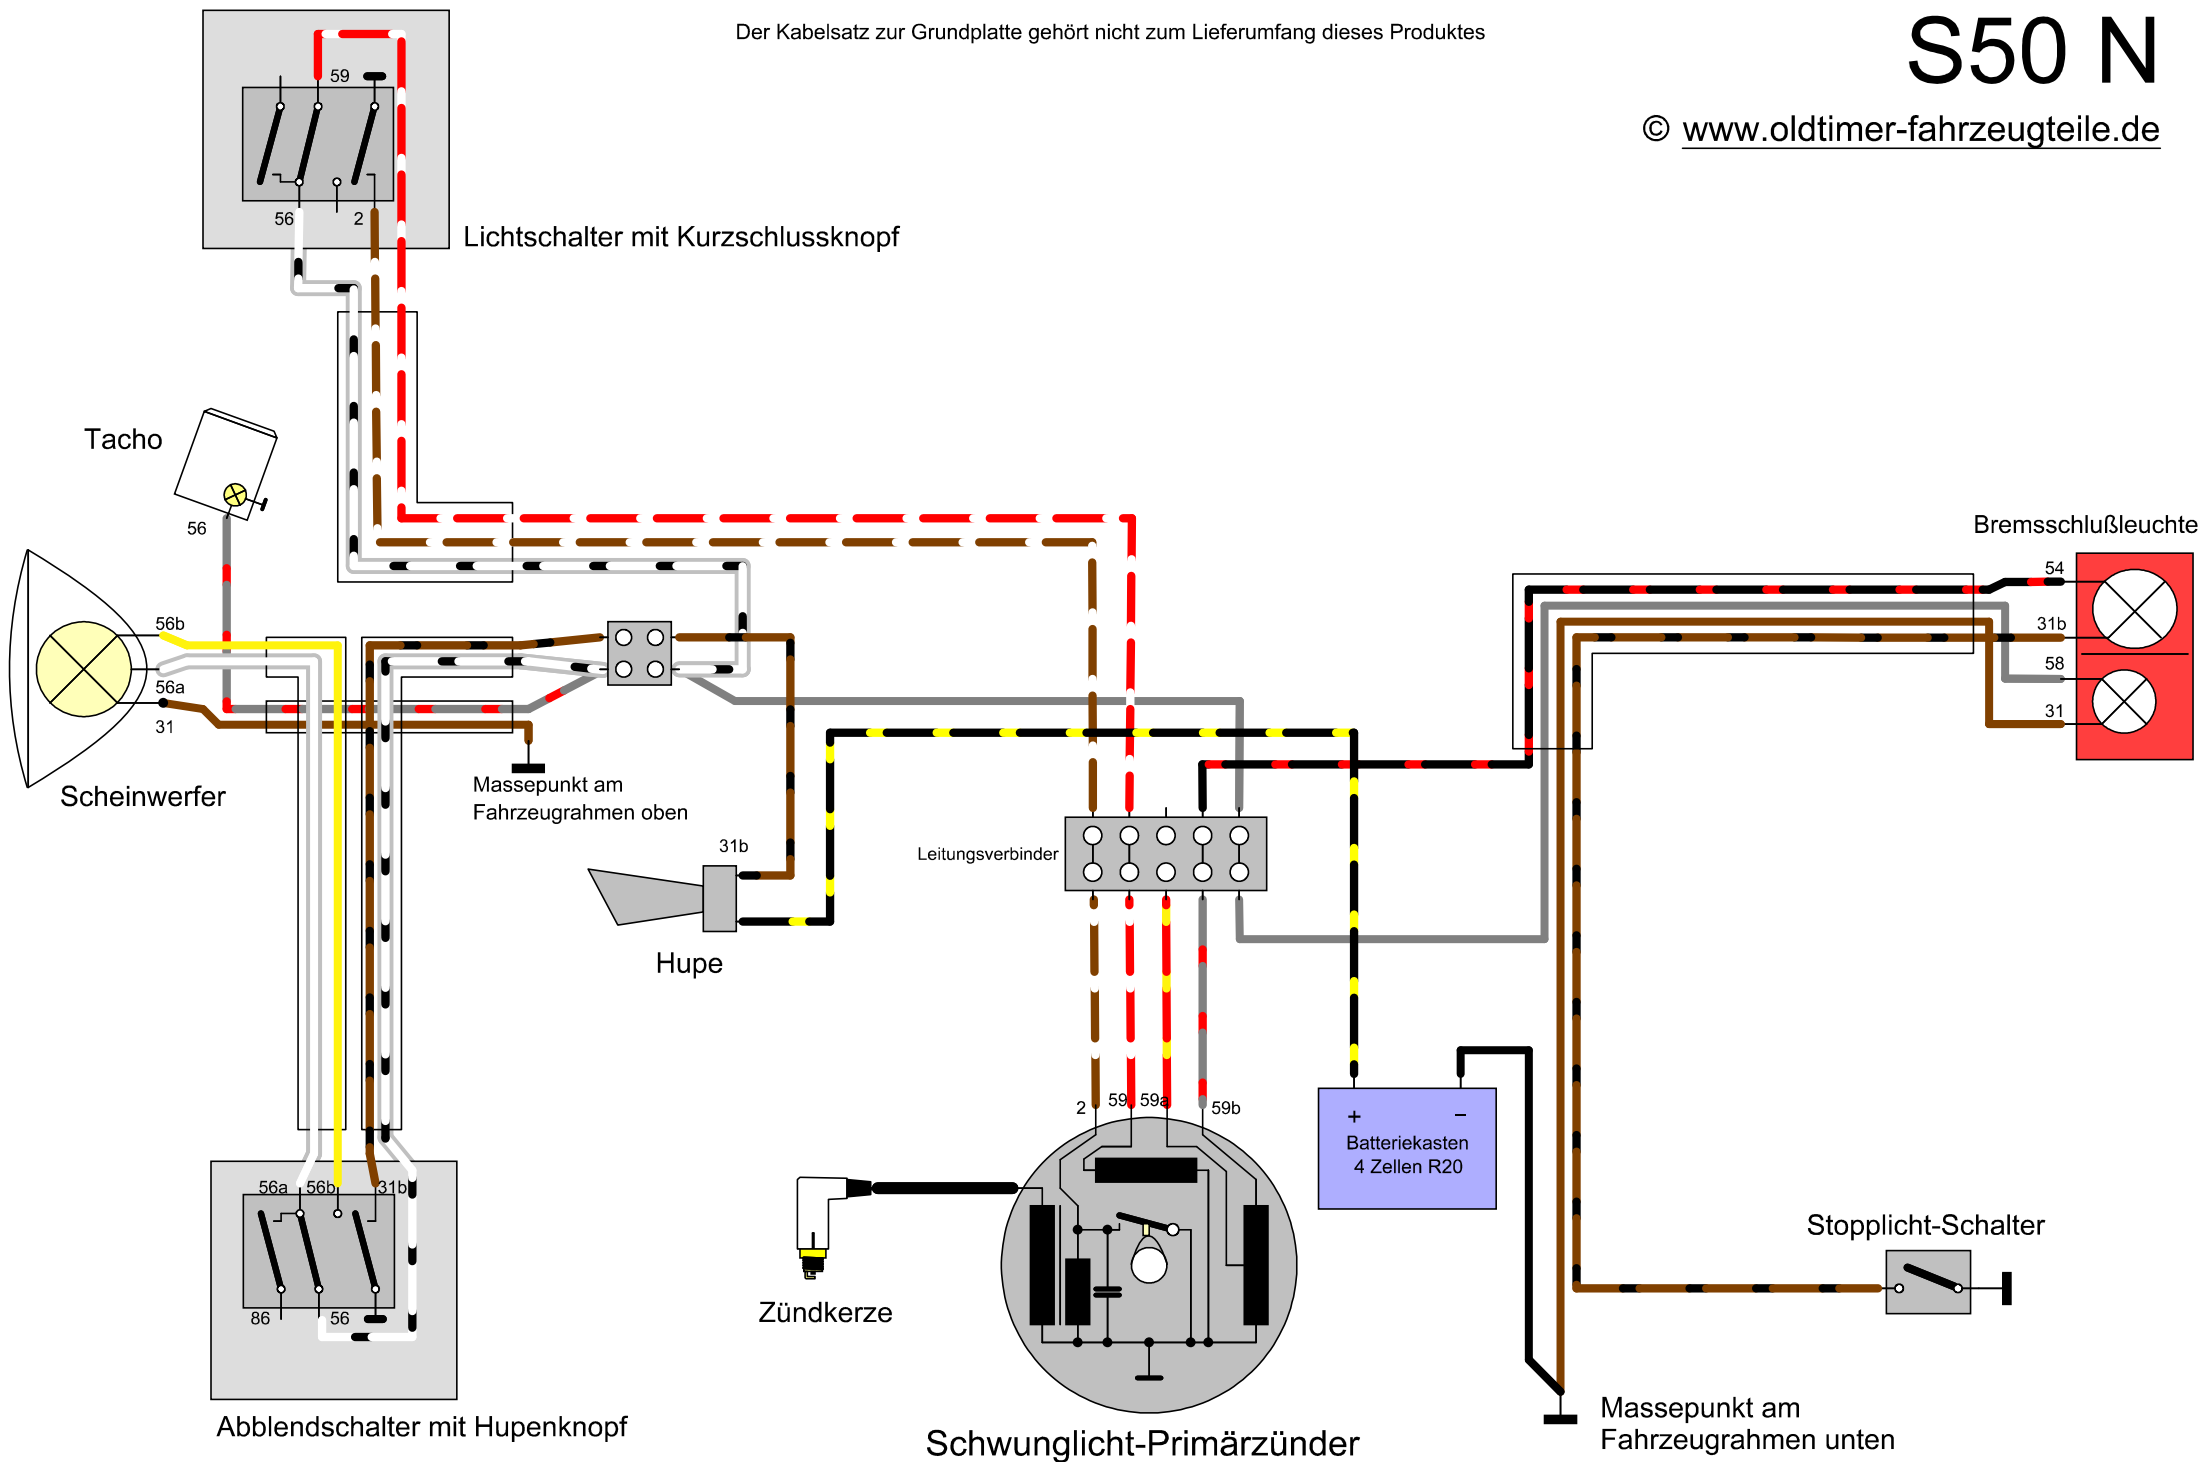 Der Kabelsatz zur Grundplatte gehört nicht zum Lieferumfang dieses Produktes
S50 N
© www.oldtimer-fahrzeugteile.de
59
56
2
Lichtschalter mit Kurzschlussknopf
Tacho
56
Bremsschlußleuchte
54
31b
58
31
56b
56a
31
Scheinwerfer
Massepunkt am
Fahrzeugrahmen oben
31b
Leitungsverbinder
Hupe
2
59
59a
59b
+
−
Batteriekasten
4 Zellen R20
56a
56b
31b
86
56
Zündkerze
Stopplicht-Schalter
Abblendschalter mit Hupenknopf
Schwunglicht-Primärzünder
Massepunkt am
Fahrzeugrahmen unten